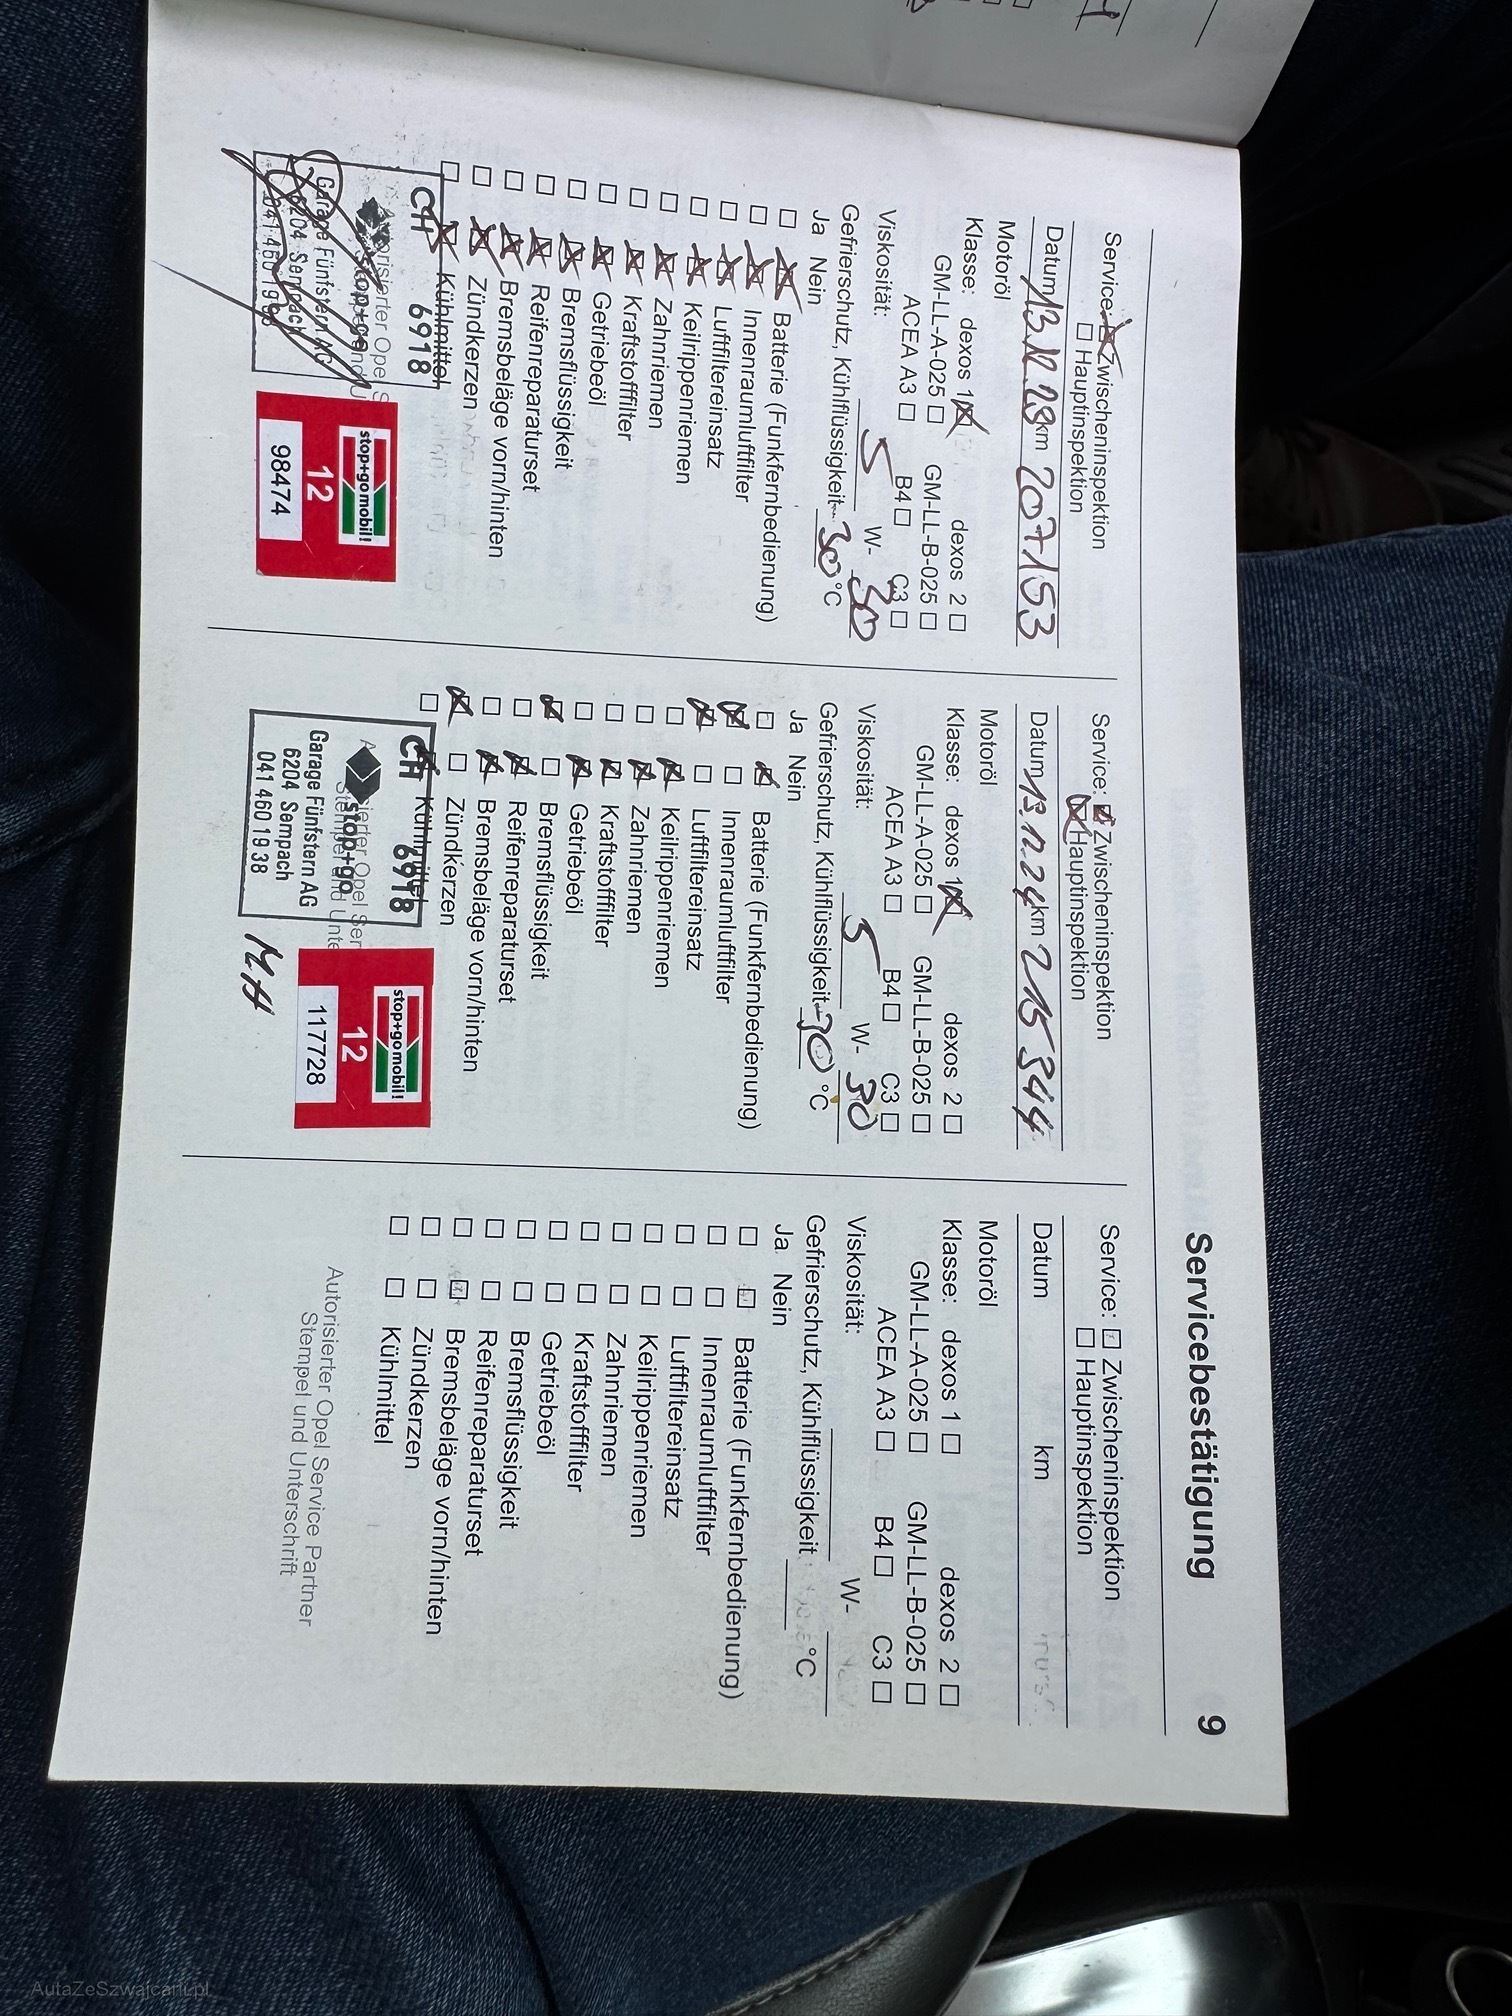 Servicebestätigung 9
Service: Zwischeninspektion
Hauptinspektion
Datum 13.12.23 km 207153
Motoröl
Klasse: dexos 1 dexos 2
GM-LL-A-025 GM-LL-B-025
ACEA A3 B4 C3
Viskosität: 5 W- 30
Gefrierschutz, Kühlflüssigkeit -30 °C
Ja Nein
Batterie (Funkfernbedienung)
Innenraumluftfilter
Luftfiltereinsatz
Keilrippenriemen
Zahnriemen
Kraftstofffilter
Getriebeöl
Bremsflüssigkeit
Reifenreparaturset
Bremsbeläge vorn/hinten
Zündkerzen
Kühlmittel
CH 6918
stop+go
Garage Fünfstern AG
6204 Sempach
stop+go mobil!
12
98474
Service: Zwischeninspektion
Hauptinspektion
Datum 13.12.24 km 215344
Motoröl
Klasse: dexos 1 dexos 2
GM-LL-A-025 GM-LL-B-025
ACEA A3 B4 C3
Viskosität: 5 W- 30
Gefrierschutz, Kühlflüssigkeit -30 °C
Ja Nein
Batterie (Funkfernbedienung)
Innenraumluftfilter
Luftfiltereinsatz
Keilrippenriemen
Zahnriemen
Kraftstofffilter
Getriebeöl
Bremsflüssigkeit
Reifenreparaturset
Bremsbeläge vorn/hinten
Zündkerzen
Kühlmittel
CH 6918
stop+go
Garage Fünfstern AG
6204 Sempach
041 460 19 38
M.H
stop+go mobil!
12
117728
Service: Zwischeninspektion
Hauptinspektion
Datum km
Motoröl
Klasse: dexos 1 dexos 2
GM-LL-A-025 GM-LL-B-025
ACEA A3 B4 C3
Viskosität: W-
Gefrierschutz, Kühlflüssigkeit °C
Ja Nein
Batterie (Funkfernbedienung)
Innenraumluftfilter
Luftfiltereinsatz
Keilrippenriemen
Zahnriemen
Kraftstofffilter
Getriebeöl
Bremsflüssigkeit
Reifenreparaturset
Bremsbeläge vorn/hinten
Zündkerzen
Kühlmittel
Autorisierter Opel Service Partner
Stempel und Unterschrift
AutaZeSzwajcarii.pl